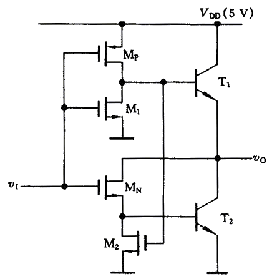 V_DD (5 V)
M_P
T_1
M_1
v_O
v_I
M_N
T_2
M_2